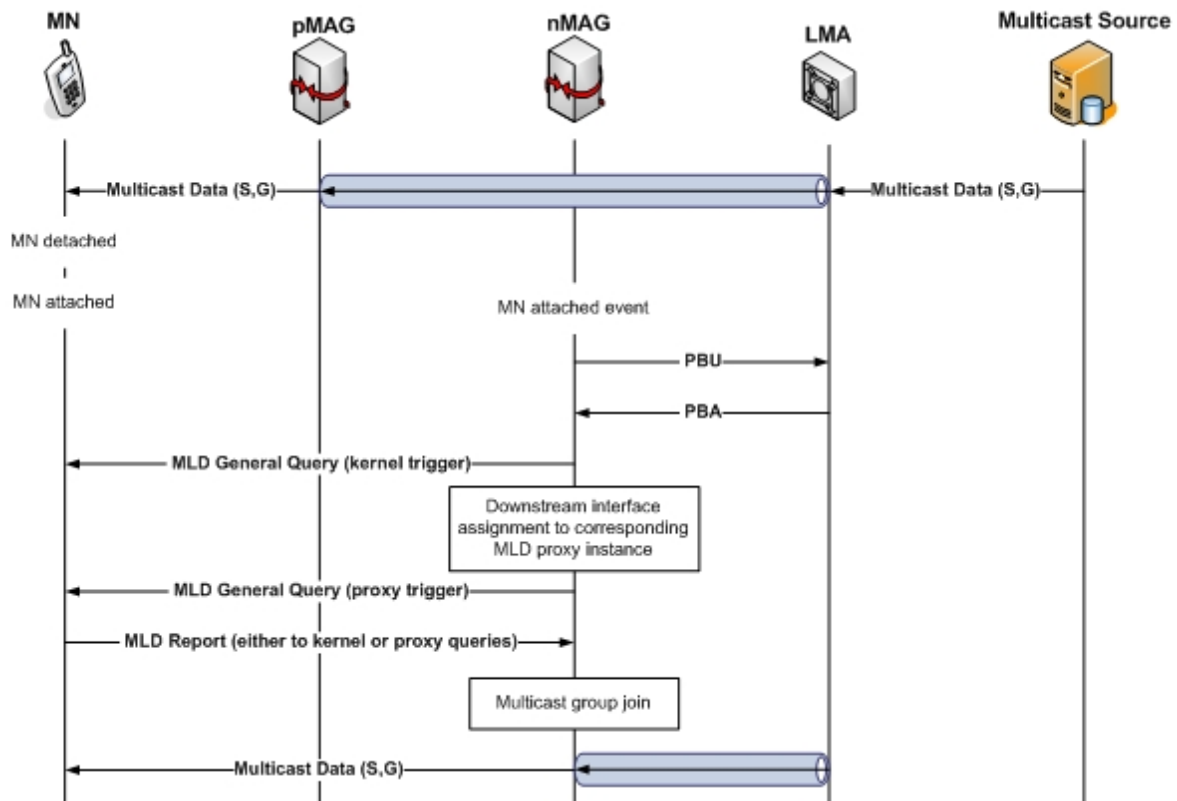 MN
pMAG
nMAG
LMA
Multicast Source
Multicast Data (S,G)
Multicast Data (S,G)
MN detached
MN attached
MN attached event
PBU
PBA
MLD General Query (kernel trigger)
Downstream interface
assignment to corresponding
MLD proxy instance
MLD General Query (proxy trigger)
MLD Report (either to kernel or proxy queries)
Multicast group join
Multicast Data (S,G)